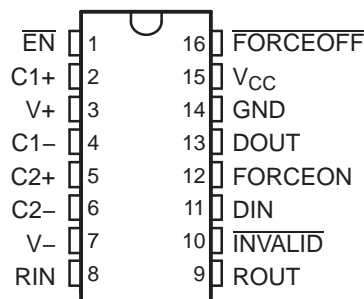 EN 1 16 FORCEOFF
C1+ 2 15 VCC
V+ 3 14 GND
C1− 4 13 DOUT
C2+ 5 12 FORCEON
C2− 6 11 DIN
V− 7 10 INVALID
RIN 8 9 ROUT